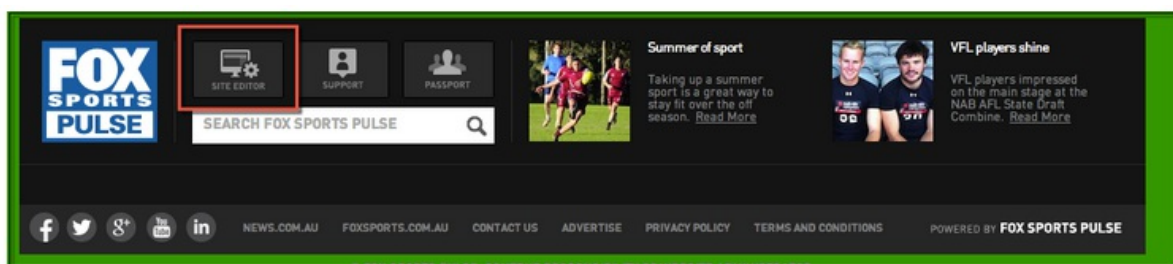 FOX
SPORTS
PULSE
SITE EDITOR
SUPPORT
PASSPORT
SEARCH FOX SPORTS PULSE
Summer of sport
Taking up a summer
sport is a great way to
stay fit over the off
season. Read More
VFL players shine
VFL players impressed
on the main stage at the
NAB AFL State Draft
Combine. Read More
f
g+
You
Tube
in
NEWS.COM.AU
FOXSPORTS.COM.AU
CONTACT US
ADVERTISE
PRIVACY POLICY
TERMS AND CONDITIONS
POWERED BY FOX SPORTS PULSE